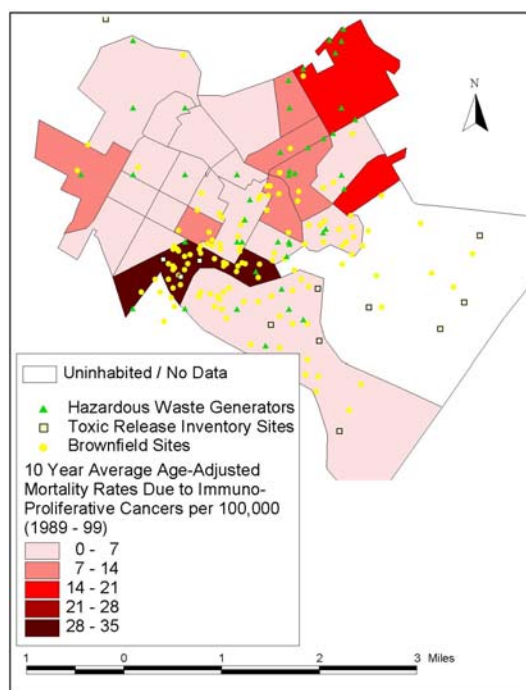 N
Uninhabited / No Data
Hazardous Waste Generators
Toxic Release Inventory Sites
Brownfield Sites
10 Year Average Age-Adjusted
Mortality Rates Due to Immuno-
Proliferative Cancers per 100,000
(1989 - 99)
0 - 7
7 - 14
14 - 21
21 - 28
28 - 35
1 0 1 2 3 Miles